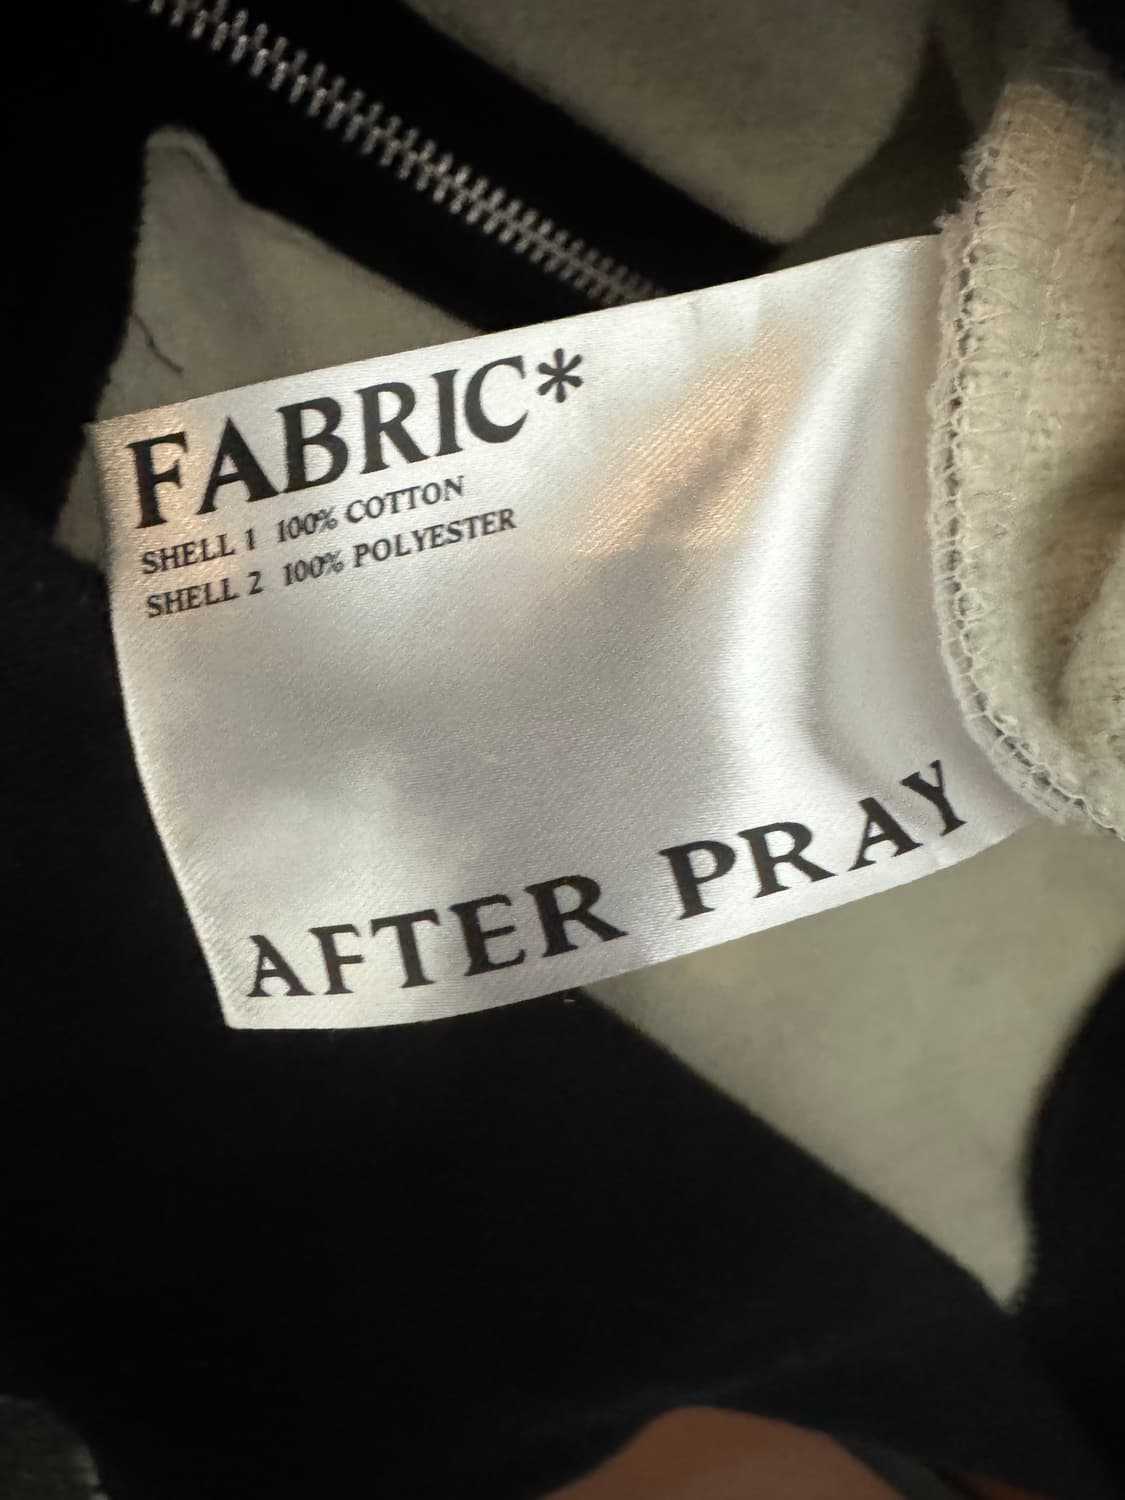 FABRIC*
SHELL 1 100% COTTON
SHELL 2 100% POLYESTER
AFTER PRAY